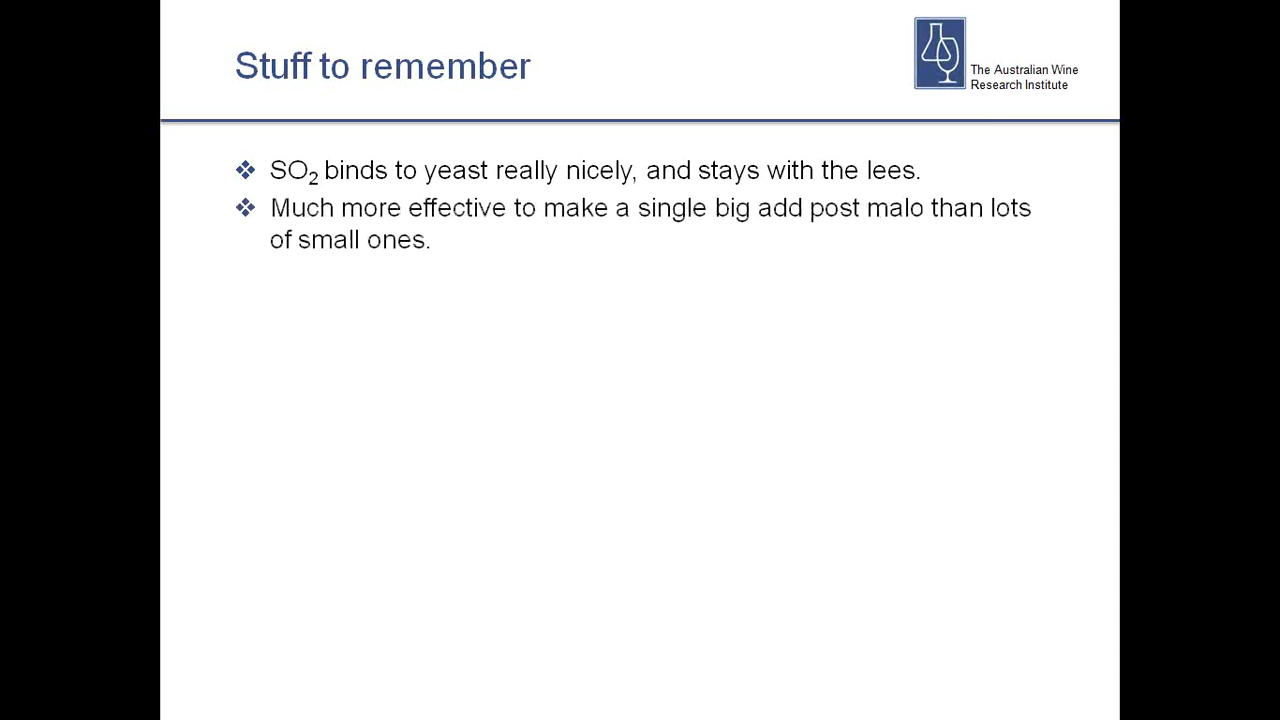 Stuff to remember
The Australian Wine
Research Institute
❖ SO₂ binds to yeast really nicely, and stays with the lees.
❖ Much more effective to make a single big add post malo than lots
of small ones.